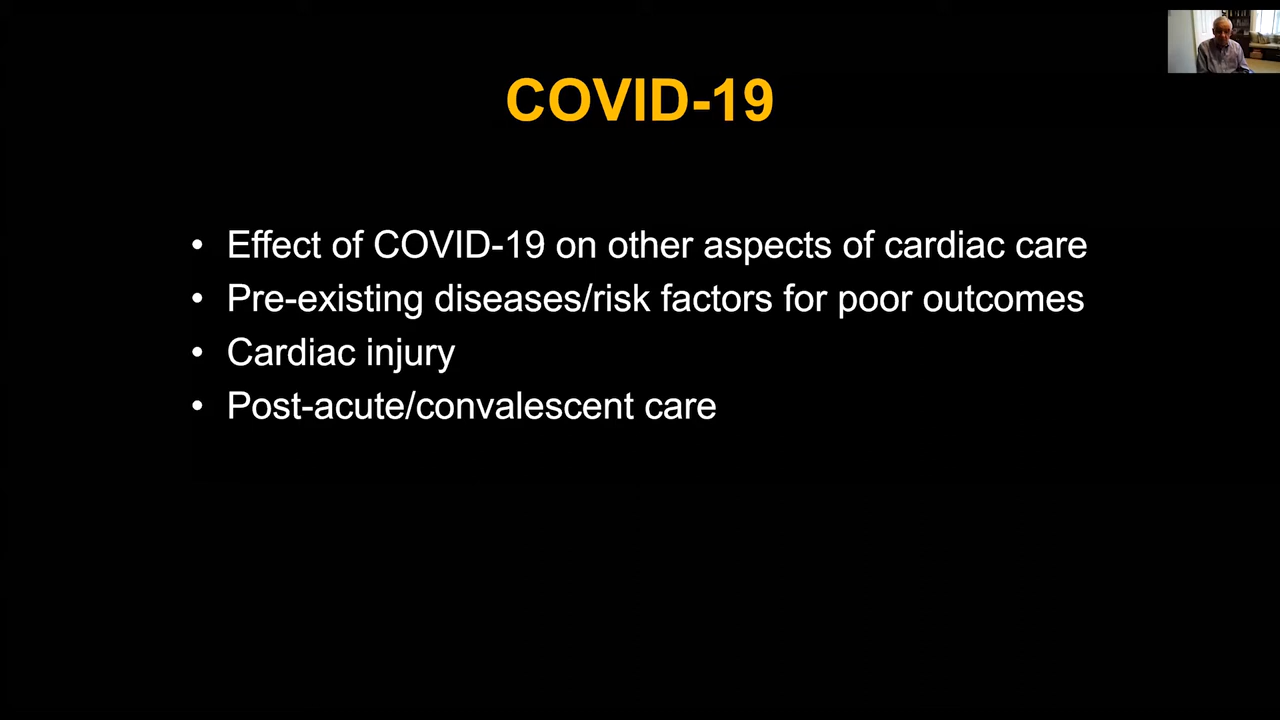 COVID-19
• Effect of COVID-19 on other aspects of cardiac care
• Pre-existing diseases/risk factors for poor outcomes
• Cardiac injury
• Post-acute/convalescent care